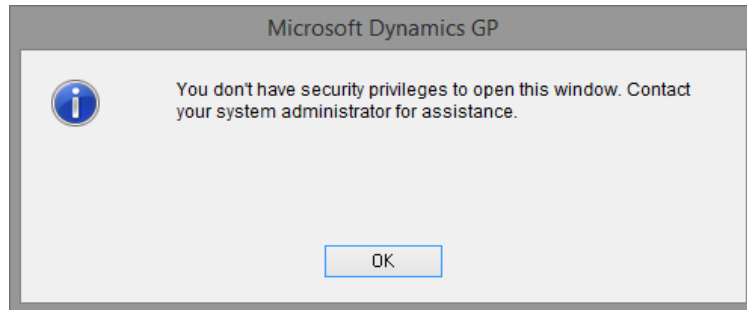 Microsoft Dynamics GP
You don't have security privileges to open this window. Contact
your system administrator for assistance.
OK